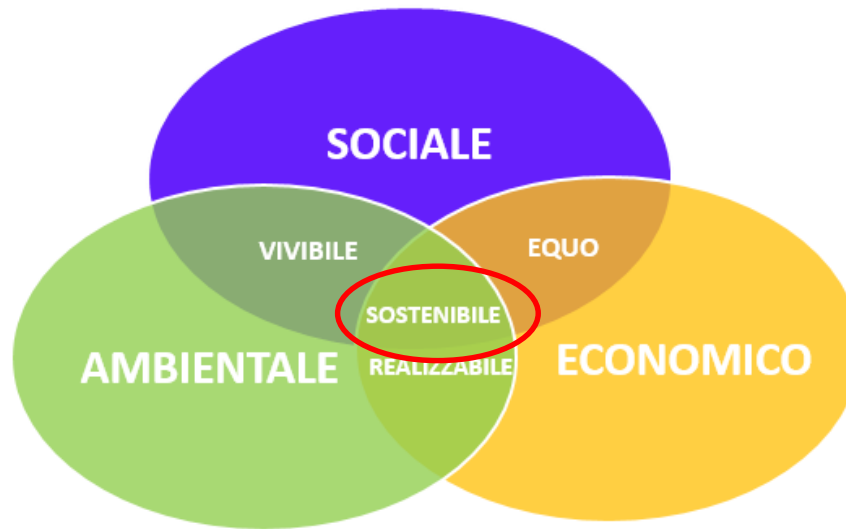 SOCIALE
VIVIBILE
EQUO
SOSTENIBILE
AMBIENTALE
REALIZZABILE
ECONOMICO